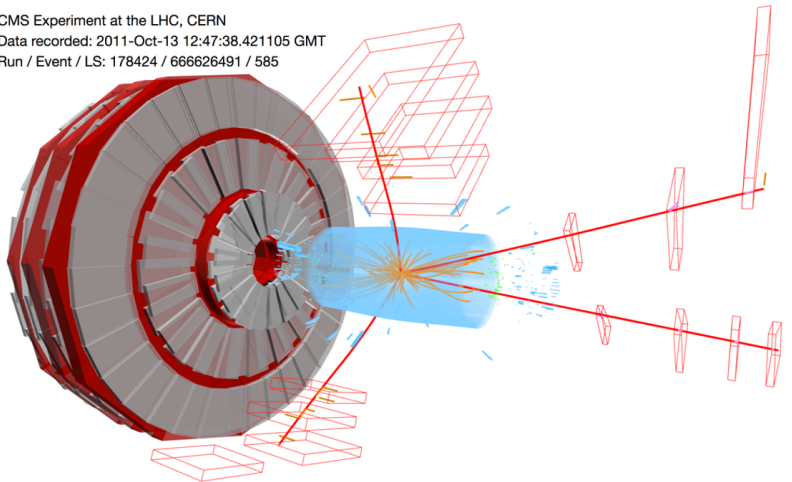 CMS Experiment at the LHC, CERN
Data recorded: 2011-Oct-13 12:47:38.421105 GMT
Run / Event / LS: 178424 / 666626491 / 585